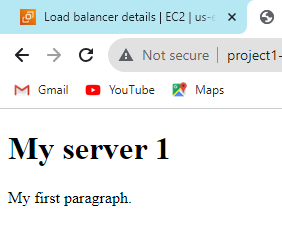 Load balancer details | EC2 | us-e
Not secure | project1-
Gmail YouTube Maps
My server 1
My first paragraph.